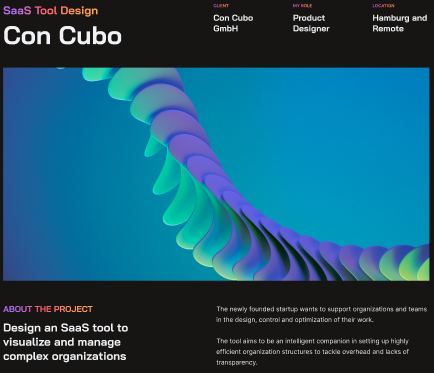 SaaS Tool Design
Con Cubo
CLIENT
Con Cubo
GmbH
MY ROLE
Product
Designer
LOCATION
Hamburg and
Remote
ABOUT THE PROJECT
Design an SaaS tool to
visualize and manage
complex organizations
The newly founded startup wants to support organizations and teams
in the design, control and optimization of their work.
The tool aims to be an intelligent companion in setting up highly
efficient organization structures to tackle overhead and lacks of
transparency.